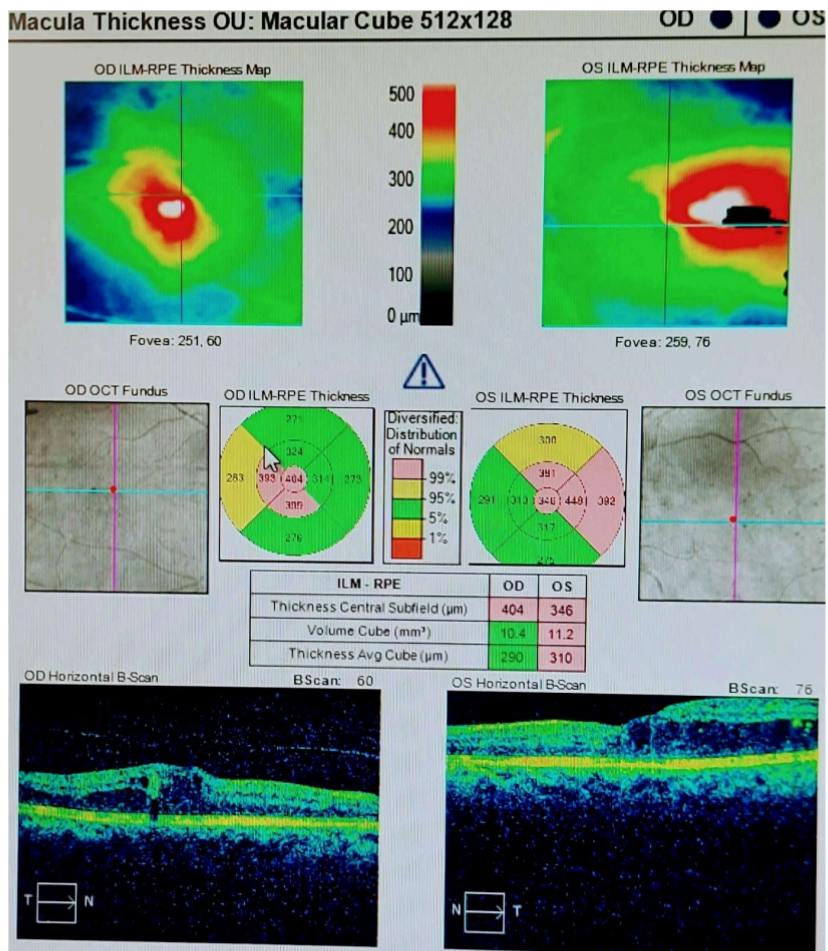 Macula Thickness OU: Macular Cube 512x128 OD OS
OD ILM-RPE Thickness Map
OS ILM-RPE Thickness Map
500
400
300
200
100
0 µm
Fovea: 251, 60
Fovea: 259, 76
OD OCT Fundus
OD ILM-RPE Thickness
OS ILM-RPE Thickness
OS OCT Fundus
Diversified:
Distribution
of Normals
99%
95%
5%
1%
324
283 393 404 314 273
276
300
391
291 313 346 448 392
317
275
ILM - RPE OD OS
Thickness Central Subfield (µm) 404 346
Volume Cube (mm³) 10.4 11.2
Thickness Avg Cube (µm) 290 310
OD Horizontal B-Scan BScan: 60
OS Horizontal B-Scan BScan: 76
T N
N T